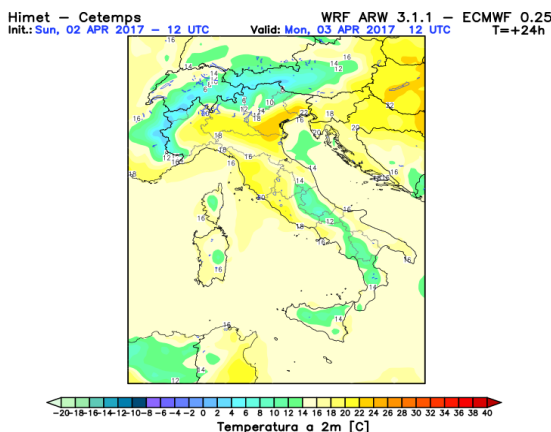 Himet – Cetemps WRF ARW 3.1.1 – ECMWF 0.25
Init.: Sun, 02 APR 2017 – 12 UTC Valid: Mon, 03 APR 2017 12 UTC T=+24h
-20 -18 -16 -14 -12 -10 -8 -6 -4 -2 0 2 4 6 8 10 12 14 16 18 20 22 24 26 28 30 32 34 36 38 40
Temperatura a 2m [C]